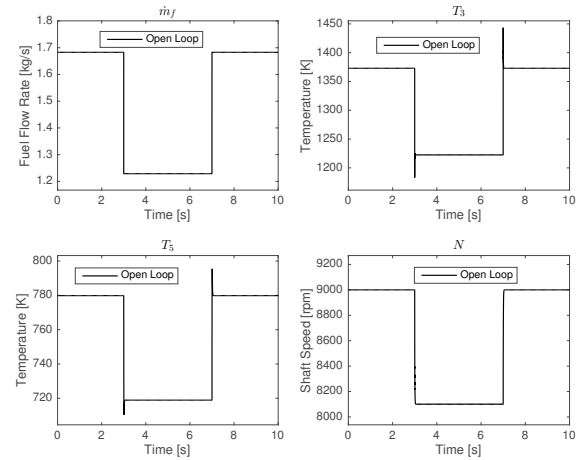 ṁ_f
Fuel Flow Rate [kg/s]
1.8
1.7
1.6
1.5
1.4
1.3
1.2
Open Loop
0 2 4 6 8 10
Time [s]
T_3
Temperature [K]
1450
1400
1350
1300
1250
1200
Open Loop
0 2 4 6 8 10
Time [s]
T_5
Temperature [K]
800
780
760
740
720
Open Loop
0 2 4 6 8 10
Time [s]
N
Shaft Speed [rpm]
9200
9000
8800
8600
8400
8200
8000
Open Loop
0 2 4 6 8 10
Time [s]